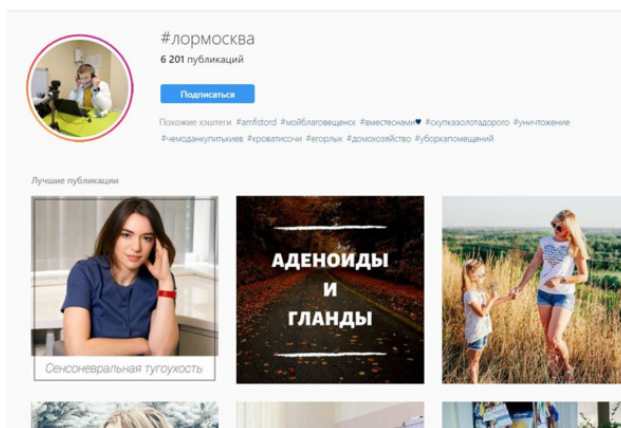 #лормосква
6 201 публикаций
Подписаться
Похожие хэштеги #amfistord #мойблаговещенск #вместеснами♥ #скупказолотадорого #уничтожение
#чемоданкупитькиев #кроватисочи #егорлык #домохозяйство #уборкапомещений
Лучшие публикации
АДЕНОИДЫ
И
ГЛАНДЫ
Сенсоневральная тугоухость